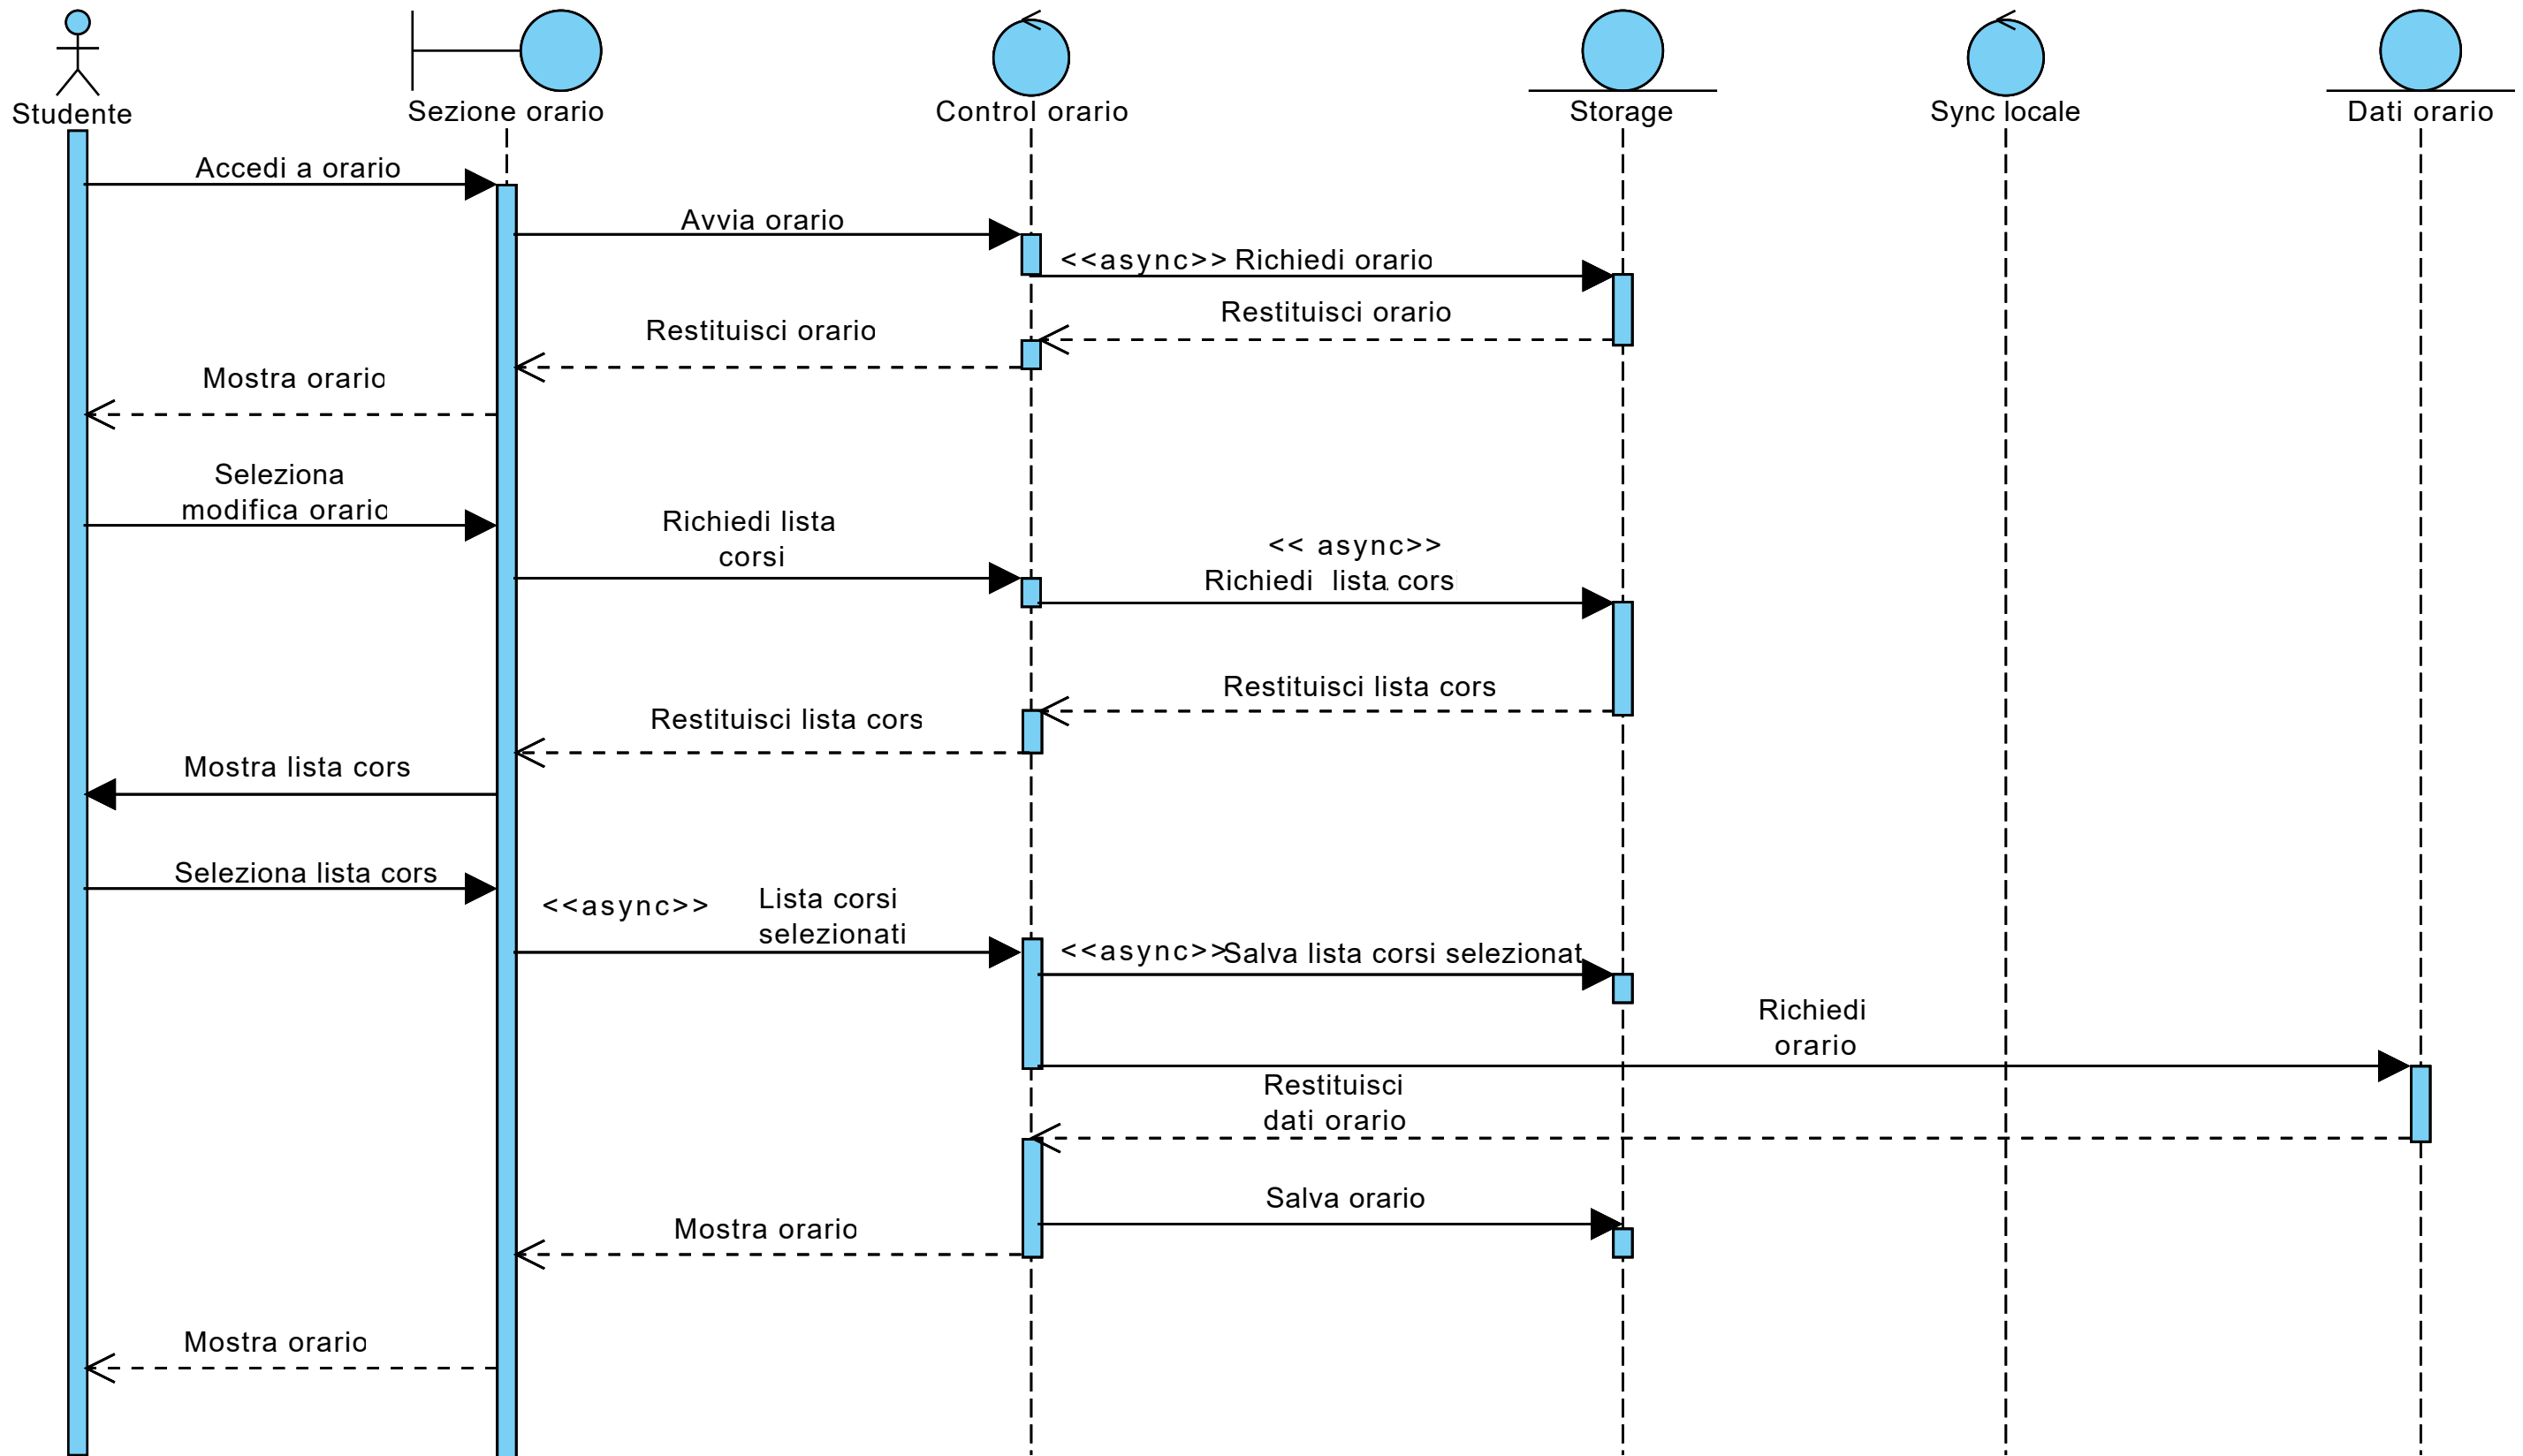 Studente
Sezione orario
Control orario
Storage
Sync locale
Dati orario
Accedi a orario
Avvia orario
<<async>> Richiedi orario
Restituisci orario
Restituisci orario
Mostra orario
Seleziona
modifica orario
Richiedi lista
corsi
<< async>>
Richiedi lista corsi
Restituisci lista cors
Restituisci lista cors
Mostra lista cors
Seleziona lista cors
<<async>>
Lista corsi
selezionati
<<async>>
Salva lista corsi selezionat
Richiedi
orario
Restituisci
dati orario
Salva orario
Mostra orario
Mostra orario